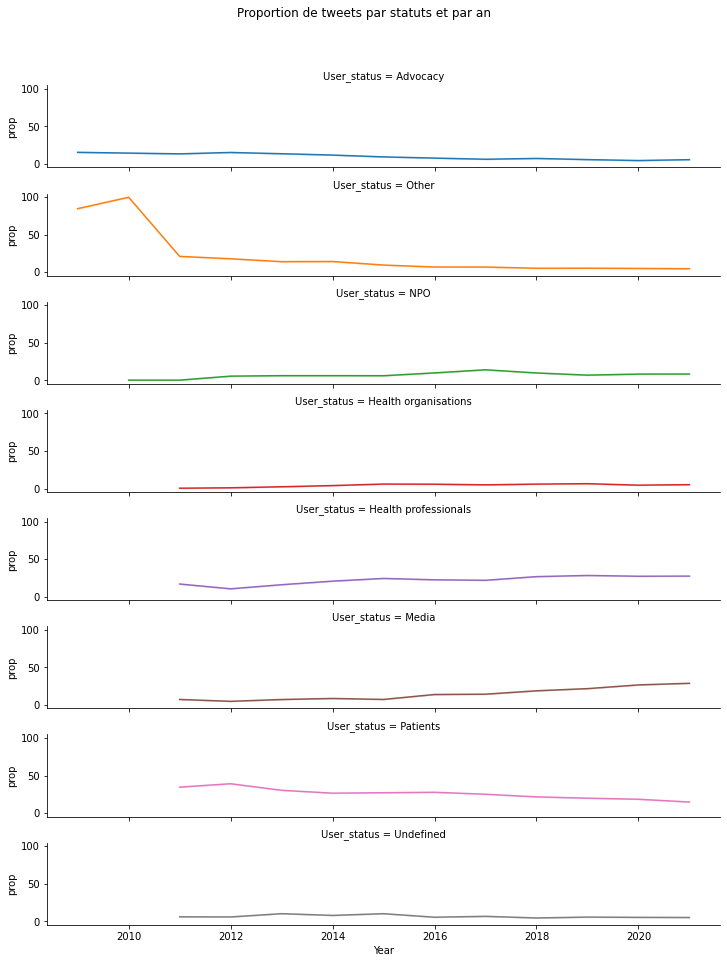 Proportion de tweets par statuts et par an
User_status = Advocacy
100
50
0
prop
User_status = Other
100
50
0
prop
User_status = NPO
100
50
0
prop
User_status = Health organisations
100
50
0
prop
User_status = Health professionals
100
50
0
prop
User_status = Media
100
50
0
prop
User_status = Patients
100
50
0
prop
User_status = Undefined
100
50
0
prop
2010 2012 2014 2016 2018 2020
Year